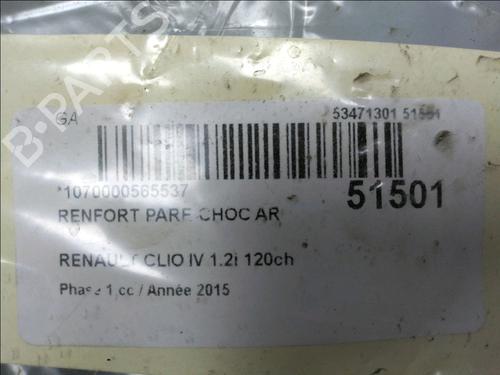 B-PARTS
GA
53471301 51501
*1070000565537
51501
RENFORT PARE CHOC AR
RENAULT CLIO IV 1.2i 120ch
Phase 1 cc / Année 2015